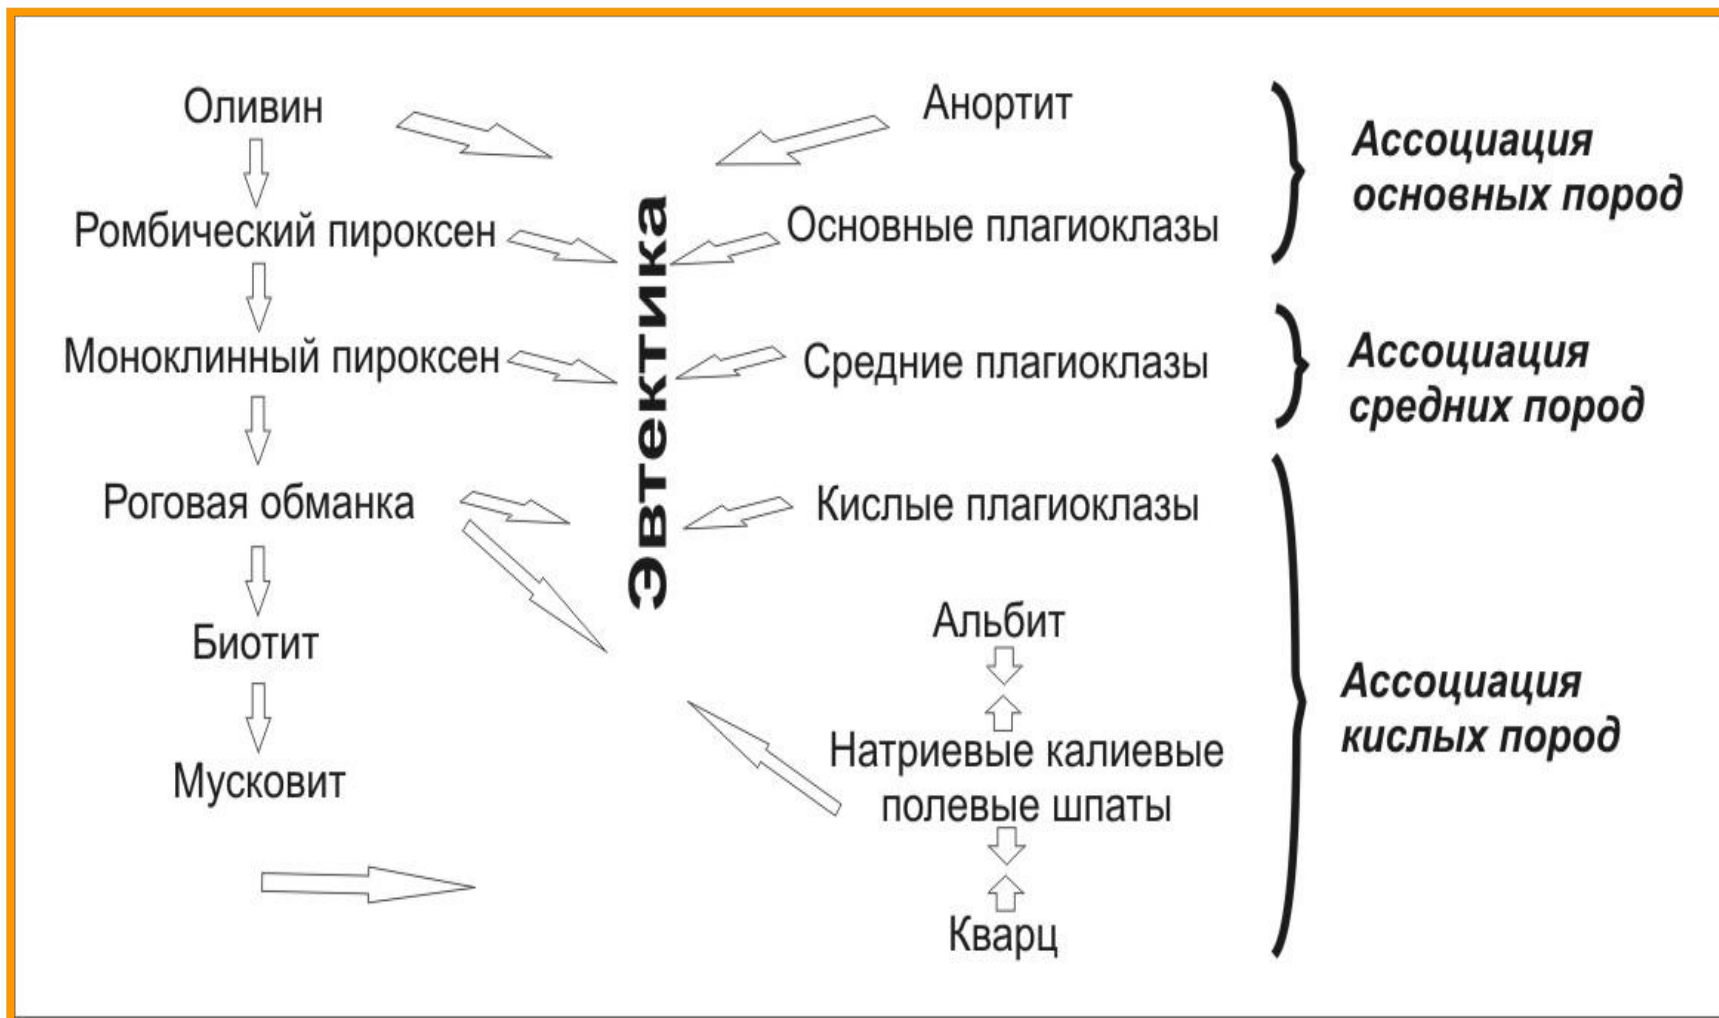 Оливин
Анортит
Ассоциация
основных пород
Ромбический пироксен
Основные плагиоклазы
Эвтектика
Моноклинный пироксен
Средние плагиоклазы
Ассоциация
средних пород
Роговая обманка
Кислые плагиоклазы
Биотит
Альбит
Ассоциация
кислых пород
Мусковит
Натриевые калиевые
полевые шпаты
Кварц